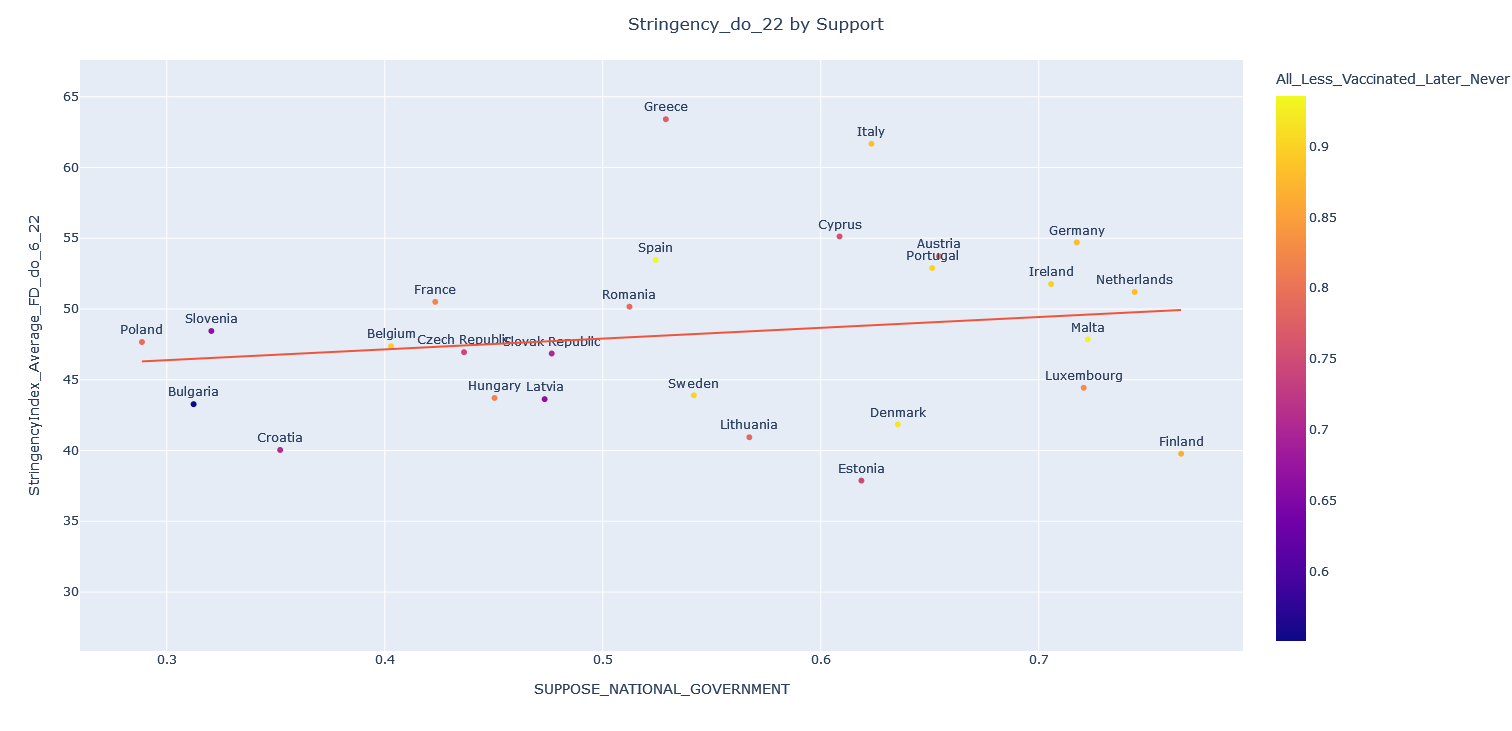 Stringency_do_22 by Support
All_Less_Vaccinated_Later_Never
StringencyIndex_Average_FD_do_6_22
65
60
55
50
45
40
35
30
Greece
Italy
Cyprus
Germany
Austria
Spain
Portugal
Ireland
Netherlands
France
Romania
Slovenia
Poland
Malta
Belgium
Czech Republic
Slovak Republic
Luxembourg
Sweden
Hungary
Latvia
Bulgaria
Denmark
Lithuania
Croatia
Finland
Estonia
0.9
0.85
0.8
0.75
0.7
0.65
0.6
0.3
0.4
0.5
0.6
0.7
SUPPOSE_NATIONAL_GOVERNMENT